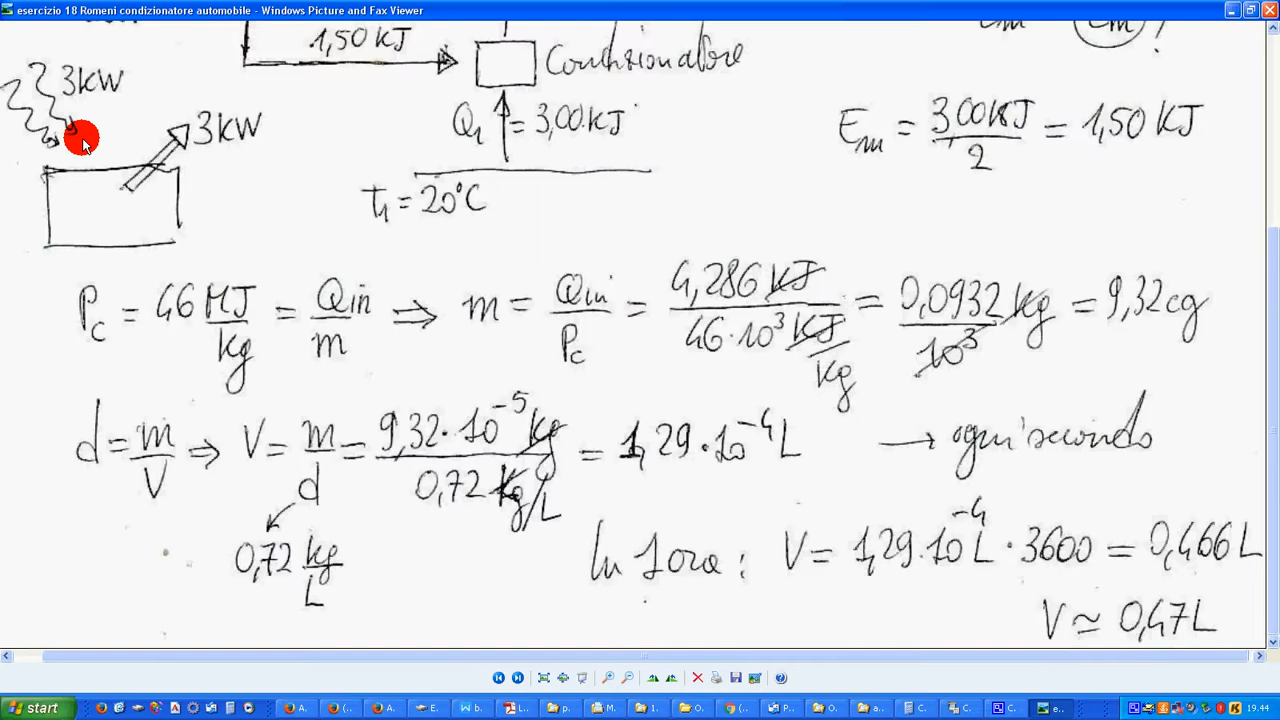 esercizio 18 Romeni condizionatore automobile - Windows Picture and Fax Viewer
1,50 KJ
Condizionatore
3KW
3KW
Q1 = 3,00 KJ
t1 = 20°C
Em = 3,00 KJ / 2 = 1,50 KJ
Pc = 46 MJ/kg = Qin/m ⇒ m = Qin/Pc = 4,286 KJ / 46·10³ KJ/kg = 0,0932 kg / 10³ = 9,32 cg
d = m/V ⇒ V = m/d = 9,32·10⁻⁵ kg / 0,72 kg/L = 1,29·10⁻⁴ L → ogni secondo
0,72 kg/L
In 1 ora : V = 1,29·10⁻⁴ L · 3600 = 0,466 L
V ≃ 0,47 L
start
19.44